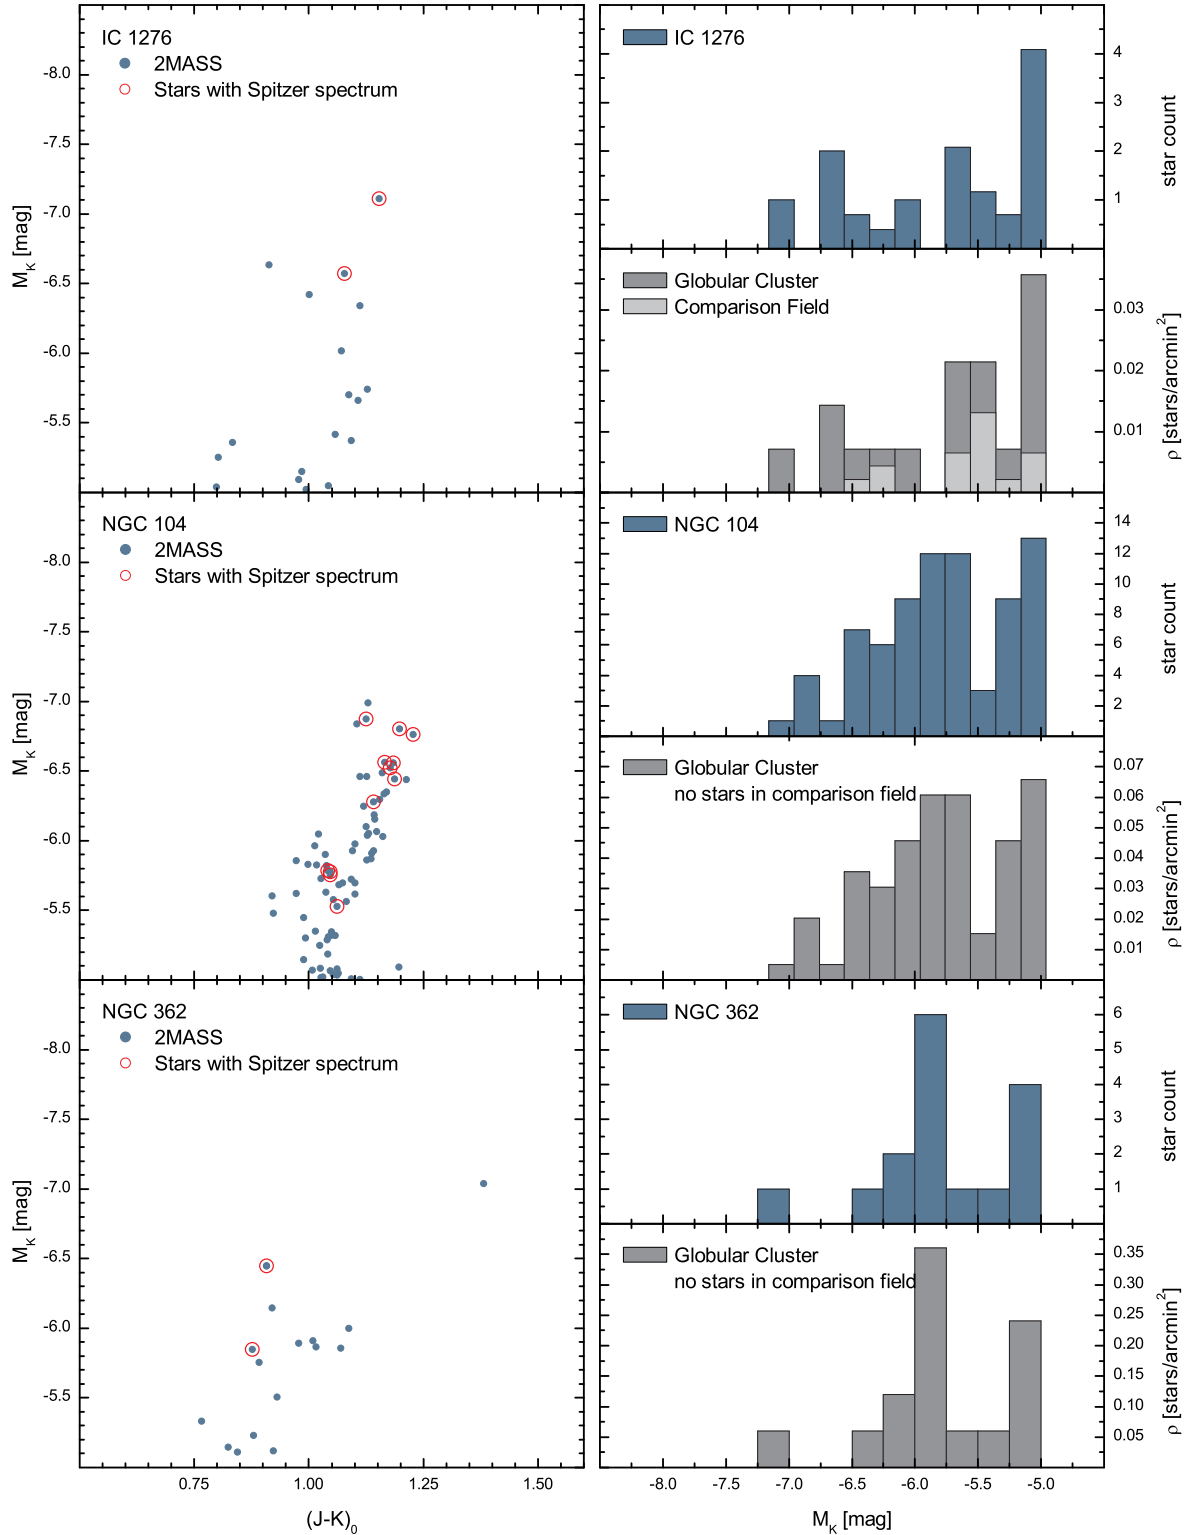 IC 1276
2MASS
Stars with Spitzer spectrum
-8.0
-7.5
-7.0
-6.5
-6.0
-5.5
M_K [mag]
NGC 104
2MASS
Stars with Spitzer spectrum
-8.0
-7.5
-7.0
-6.5
-6.0
-5.5
M_K [mag]
NGC 362
2MASS
Stars with Spitzer spectrum
-8.0
-7.5
-7.0
-6.5
-6.0
-5.5
M_K [mag]
0.75 1.00 1.25 1.50
(J-K)_0
IC 1276
4
3
2
1
star count
Globular Cluster
Comparison Field
0.03
0.02
0.01
ρ [stars/arcmin²]
NGC 104
14
12
10
8
6
4
2
star count
Globular Cluster
no stars in comparison field
0.07
0.06
0.05
0.04
0.03
0.02
0.01
ρ [stars/arcmin²]
NGC 362
6
5
4
3
2
1
star count
Globular Cluster
no stars in comparison field
0.35
0.30
0.25
0.20
0.15
0.10
0.05
ρ [stars/arcmin²]
-8.0 -7.5 -7.0 -6.5 -6.0 -5.5 -5.0
M_K [mag]